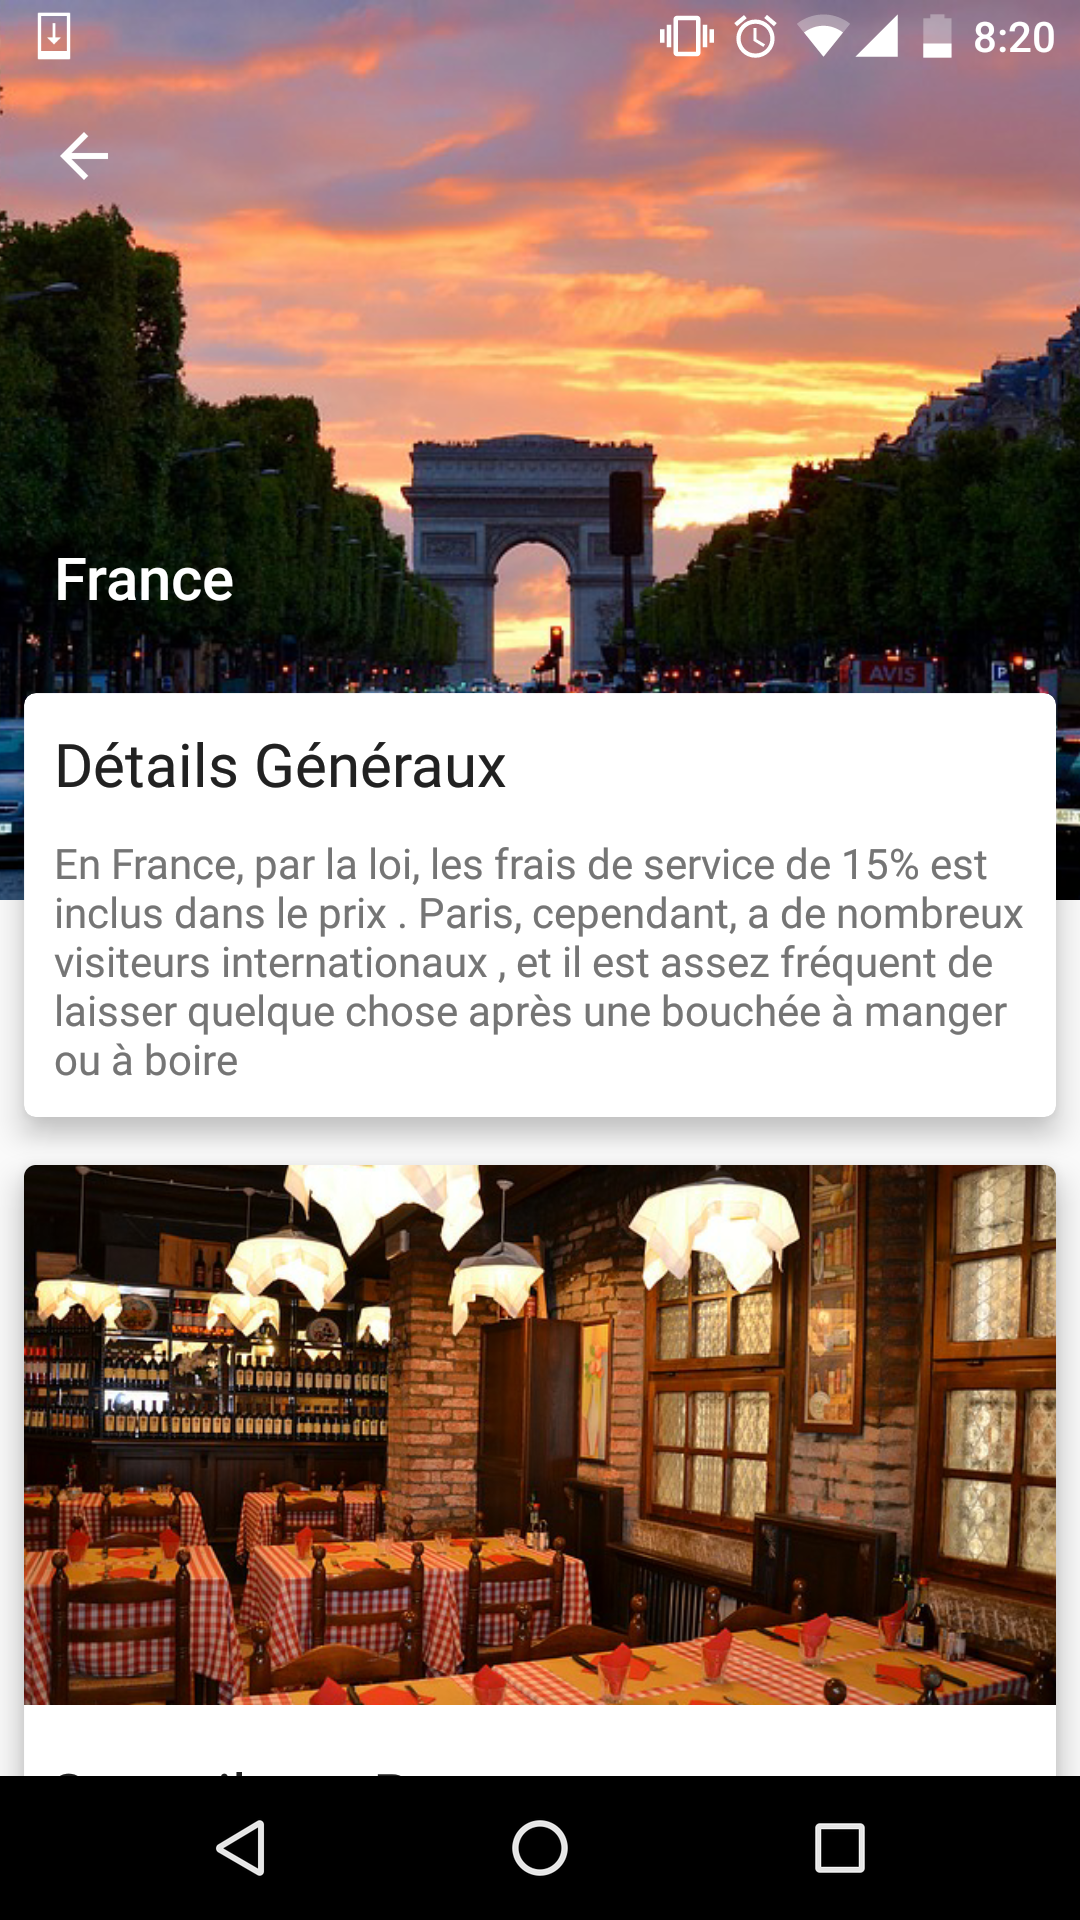 8:20
France
AVIS
P
Détails Généraux
En France, par la loi, les frais de service de 15% est
inclus dans le prix . Paris, cependant, a de nombreux
visiteurs internationaux , et il est assez fréquent de
laisser quelque chose après une bouchée à manger
ou à boire